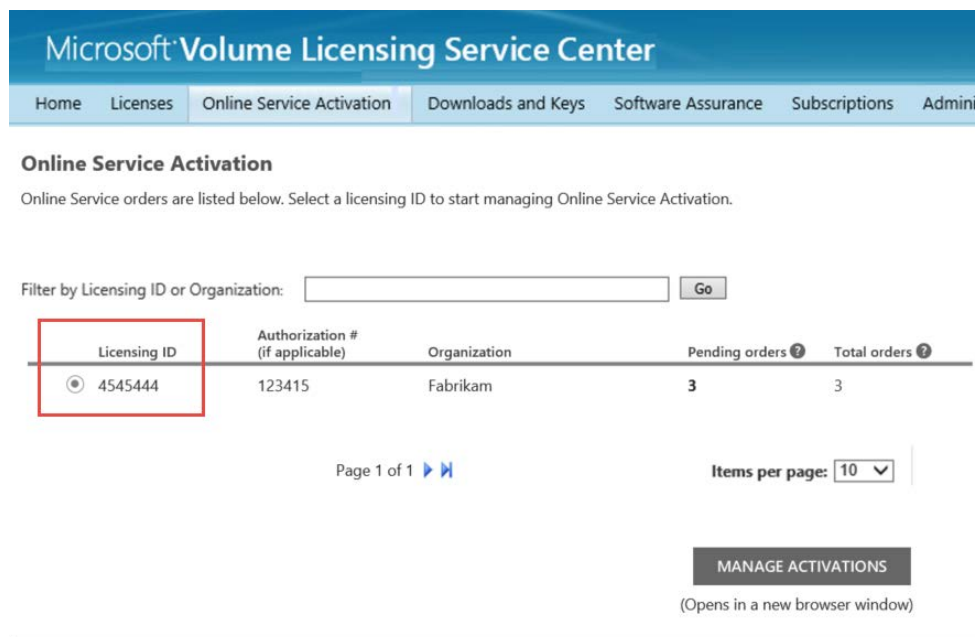 Microsoft Volume Licensing Service Center
Home Licenses Online Service Activation Downloads and Keys Software Assurance Subscriptions Admini
Online Service Activation
Online Service orders are listed below. Select a licensing ID to start managing Online Service Activation.
Filter by Licensing ID or Organization: Go
Licensing ID Authorization # (if applicable) Organization Pending orders ? Total orders ?
4545444 123415 Fabrikam 3 3
Page 1 of 1 Items per page: 10
MANAGE ACTIVATIONS
(Opens in a new browser window)